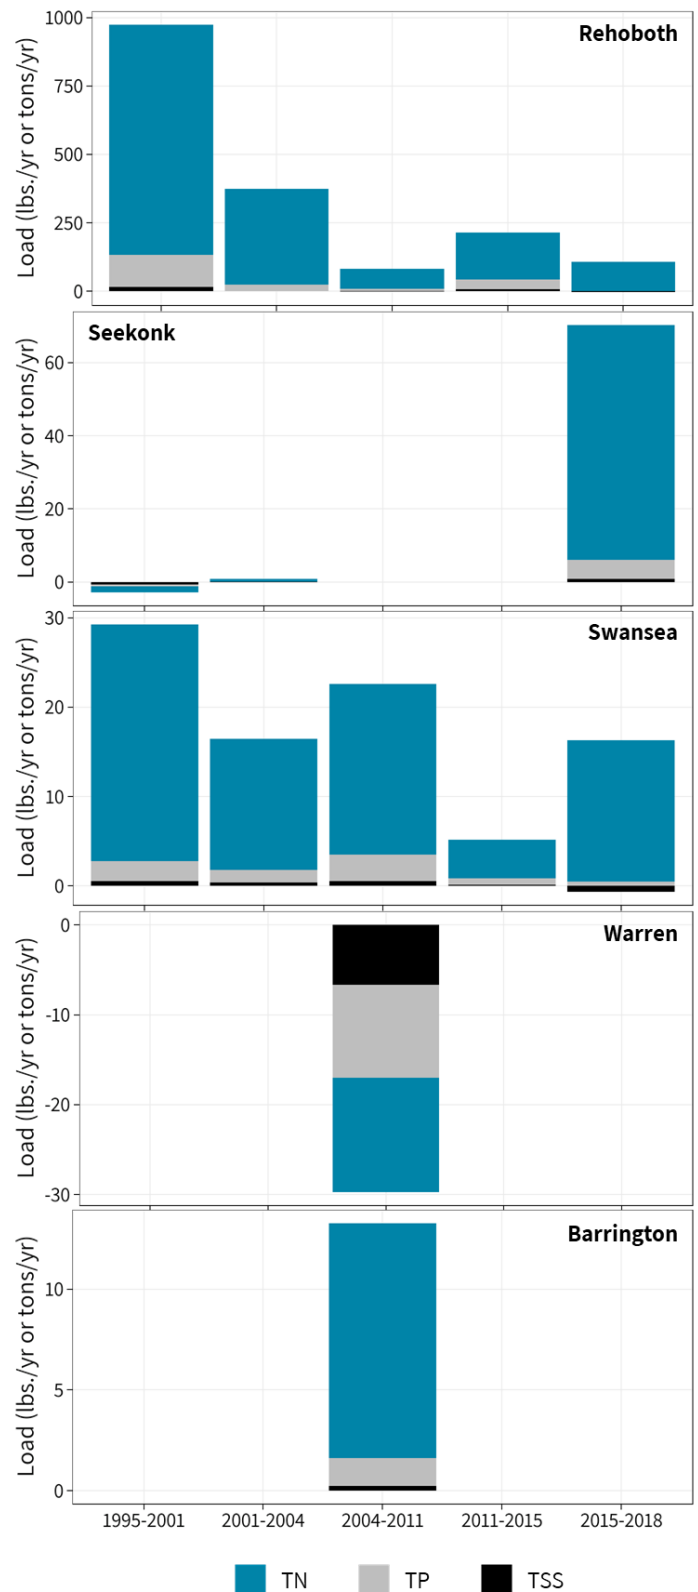 Rehoboth
Load (lbs./yr or tons/yr)
1000
750
500
250
0
Seekonk
Load (lbs./yr or tons/yr)
60
40
20
0
Swansea
Load (lbs./yr or tons/yr)
30
20
10
0
Warren
Load (lbs./yr or tons/yr)
0
-10
-20
-30
Barrington
Load (lbs./yr or tons/yr)
10
5
0
1995-2001 2001-2004 2004-2011 2011-2015 2015-2018
TN TP TSS